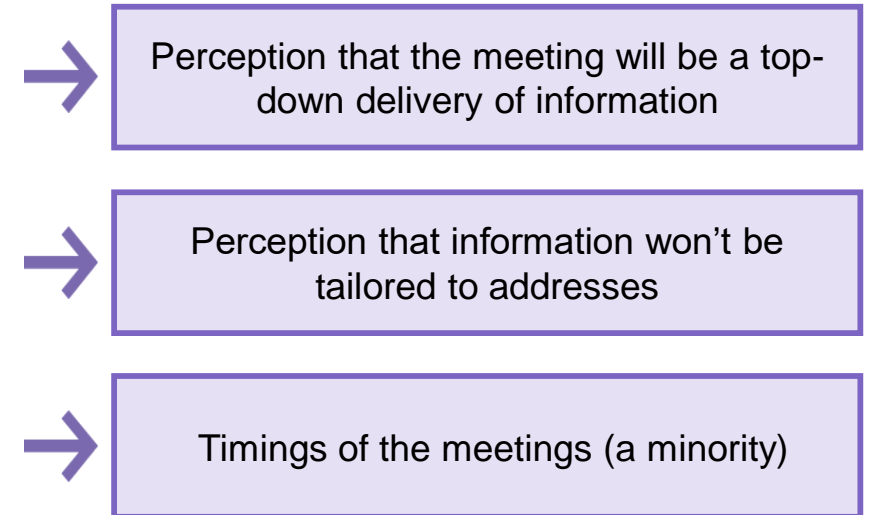 Perception that the meeting will be a top-
down delivery of information
Perception that information won’t be
tailored to addresses
Timings of the meetings (a minority)